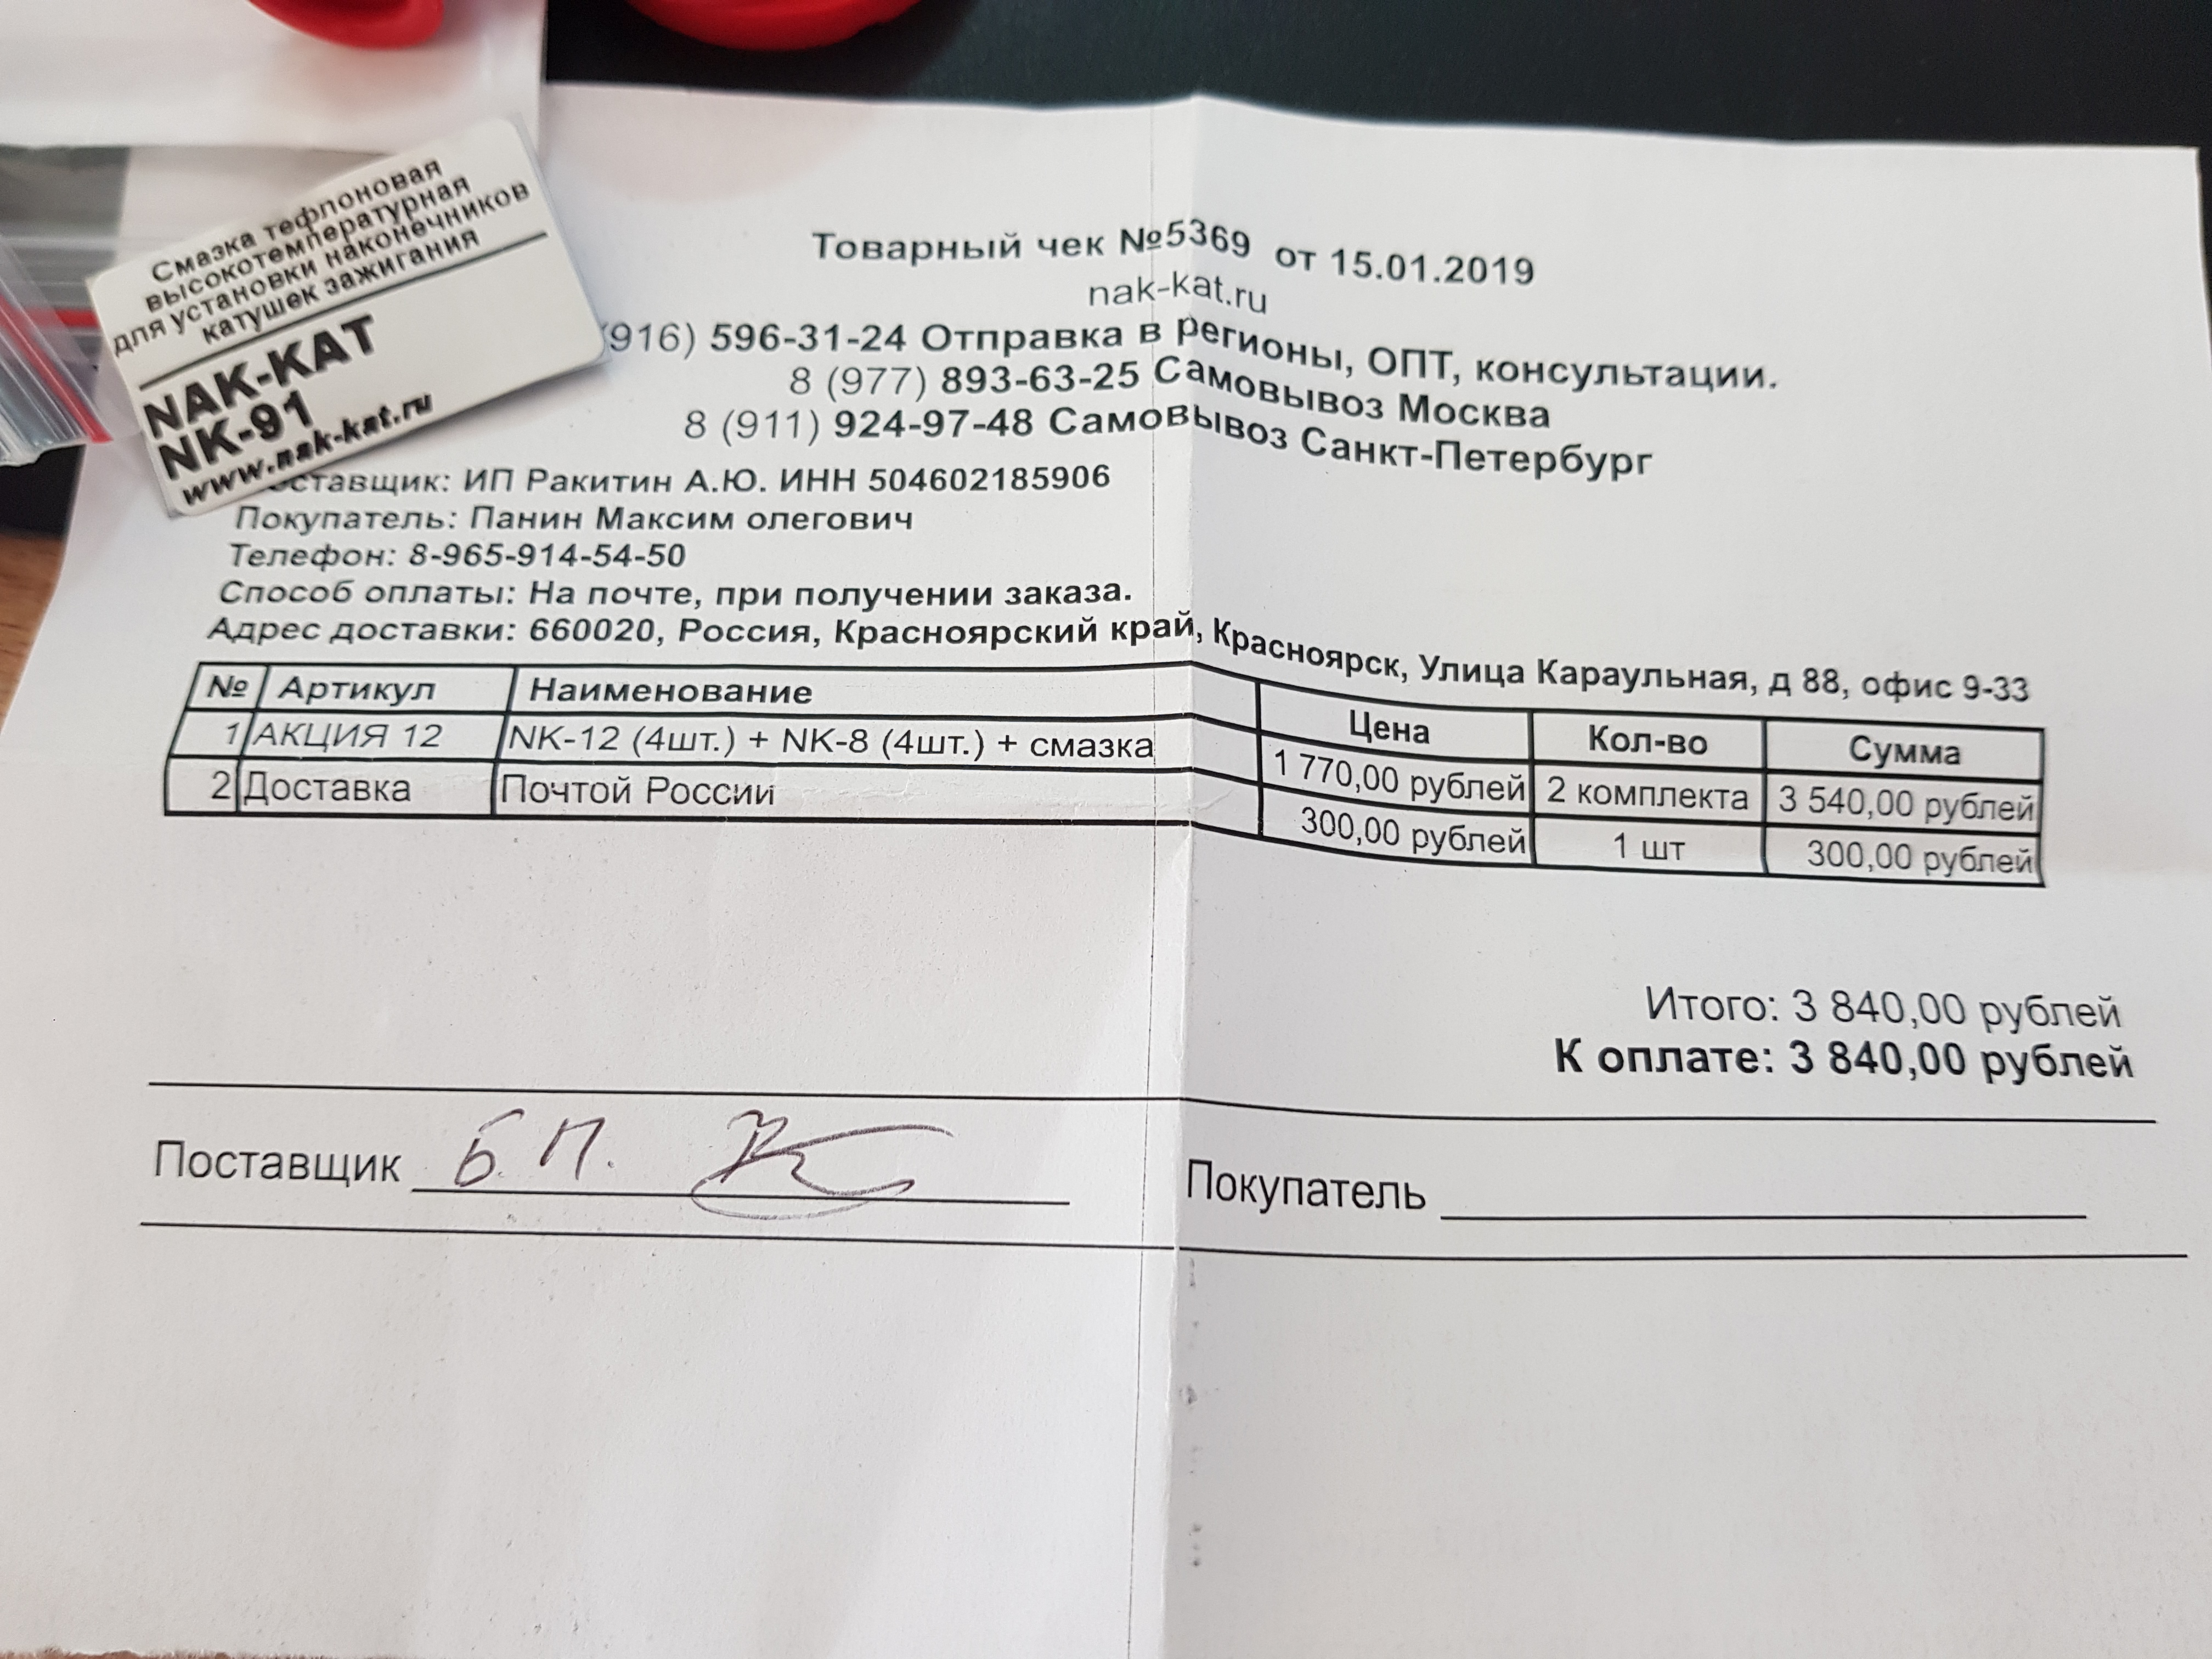 Смазка тефлоновая
высокотемпературная
для установки наконечников
катушек зажигания
NAK-KAT
NK-91
www.nak-kat.ru
Товарный чек №5369 от 15.01.2019
nak-kat.ru
(916) 596-31-24 Отправка в регионы, ОПТ, консультации.
8 (977) 893-63-25 Самовывоз Москва
8 (911) 924-97-48 Самовывоз Санкт-Петербург
ставщик: ИП Ракитин А.Ю. ИНН 504602185906
Покупатель: Панин Максим олегович
Телефон: 8-965-914-54-50
Способ оплаты: На почте, при получении заказа.
Адрес доставки: 660020, Россия, Красноярский край, Красноярск, Улица Караульная, д 88, офис 9-33
№ Артикул Наименование Цена Кол-во Сумма
1 АКЦИЯ 12 NK-12 (4шт.) + NK-8 (4шт.) + смазка 1 770,00 рублей 2 комплекта 3 540,00 рублей
2 Доставка Почтой России 300,00 рублей 1 шт 300,00 рублей
Итого: 3 840,00 рублей
К оплате: 3 840,00 рублей
Поставщик Б.П. Покупатель